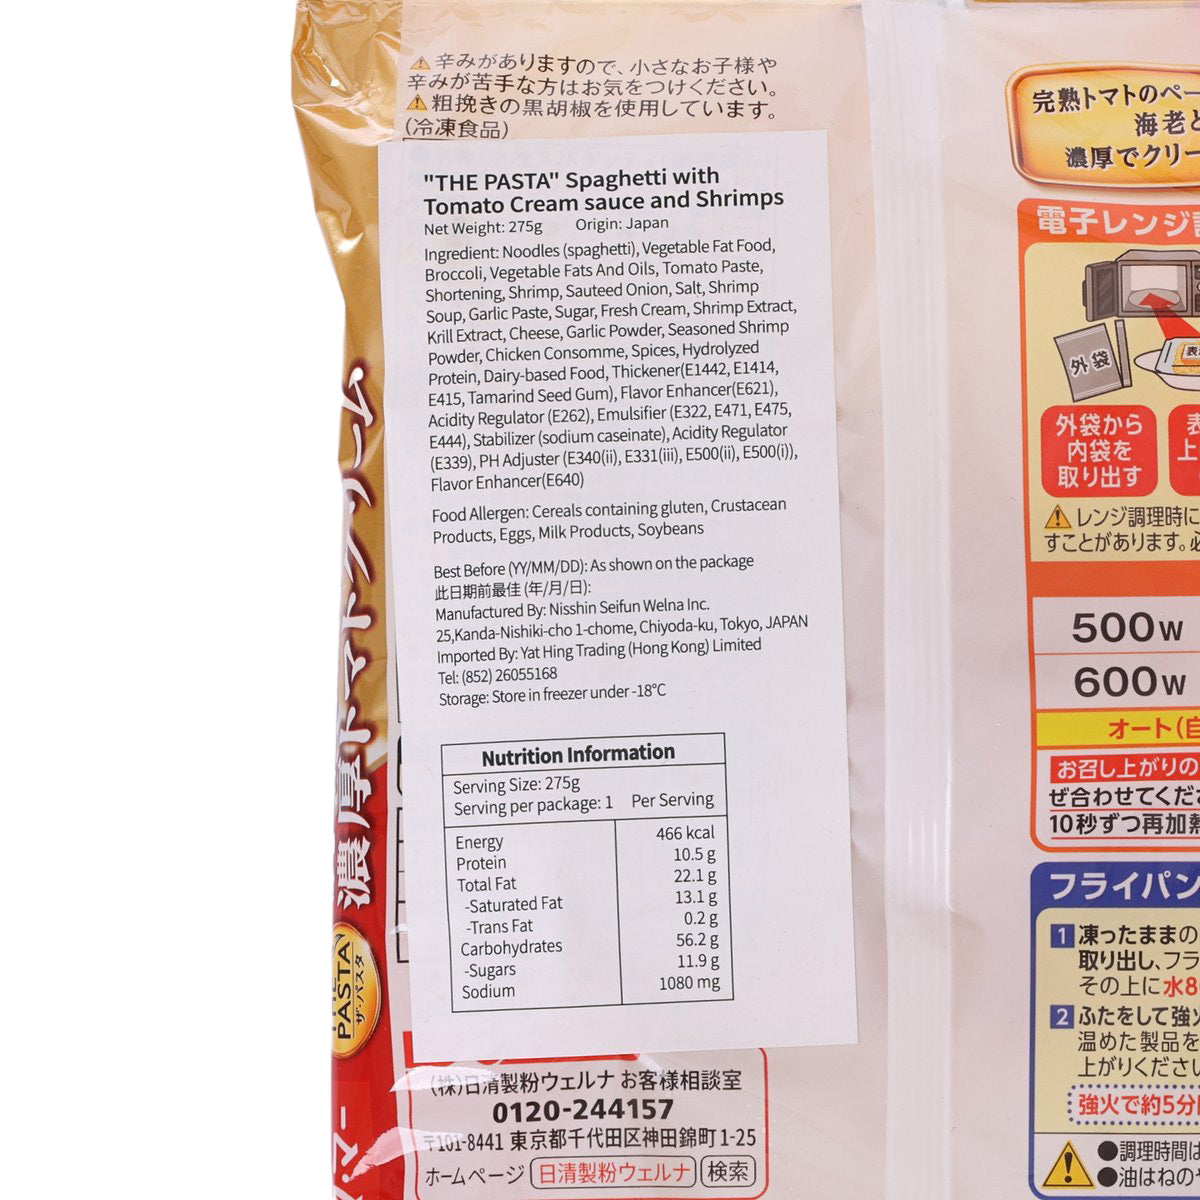 ⚠辛みがありますので、小さなお子様や
辛みが苦手な方はお気をつけください。
⚠粗挽きの黒胡椒を使用しています。
(冷凍食品)
"THE PASTA" Spaghetti with
Tomato Cream sauce and Shrimps
Net Weight: 275g Origin: Japan
Ingredient: Noodles (spaghetti), Vegetable Fat Food,
Broccoli, Vegetable Fats And Oils, Tomato Paste,
Shortening, Shrimp, Sauteed Onion, Salt, Shrimp
Soup, Garlic Paste, Sugar, Fresh Cream, Shrimp Extract,
Krill Extract, Cheese, Garlic Powder, Seasoned Shrimp
Powder, Chicken Consomme, Spices, Hydrolyzed
Protein, Dairy-based Food, Thickener(E1442, E1414,
E415, Tamarind Seed Gum), Flavor Enhancer(E621),
Acidity Regulator (E262), Emulsifier (E322, E471, E475,
E444), Stabilizer (sodium caseinate), Acidity Regulator
(E339), PH Adjuster (E340(ii), E331(iii), E500(ii), E500(i)),
Flavor Enhancer(E640)
Food Allergen: Cereals containing gluten, Crustacean
Products, Eggs, Milk Products, Soybeans
Best Before (YY/MM/DD): As shown on the package
此日期前最佳 (年/月/日):
Manufactured By: Nisshin Seifun Welna Inc.
25,Kanda-Nishiki-cho 1-chome, Chiyoda-ku, Tokyo, JAPAN
Imported By: Yat Hing Trading (Hong Kong) Limited
Tel: (852) 26055168
Storage: Store in freezer under -18°C
Nutrition Information
Serving Size: 275g
Serving per package: 1 Per Serving
Energy 466 kcal
Protein 10.5 g
Total Fat 22.1 g
-Saturated Fat 13.1 g
-Trans Fat 0.2 g
Carbohydrates 56.2 g
-Sugars 11.9 g
Sodium 1080 mg
(株)日清製粉ウェルナ お客様相談室
0120-244157
〒101-8441 東京都千代田区神田錦町1-25
ホームページ 日清製粉ウェルナ 検索
濃厚トマトクリーム
THE
PASTA
ザ・パスタ
完熟トマトのペー
海老と
濃厚でクリー
電子レンジ
外袋
外袋から
内袋を
取り出す
表
上
⚠レンジ調理時に
すことがあります。必
500W
600W
オート(自
お召し上がりの
ぜ合わせてくださ
10秒ずつ再加熱
フライパン
1 凍ったままの
取り出し、フラ
その上に水8
2 ふたをして強火
温めた製品を
上がりください
強火で約5分
●調理時間は
●油はねの